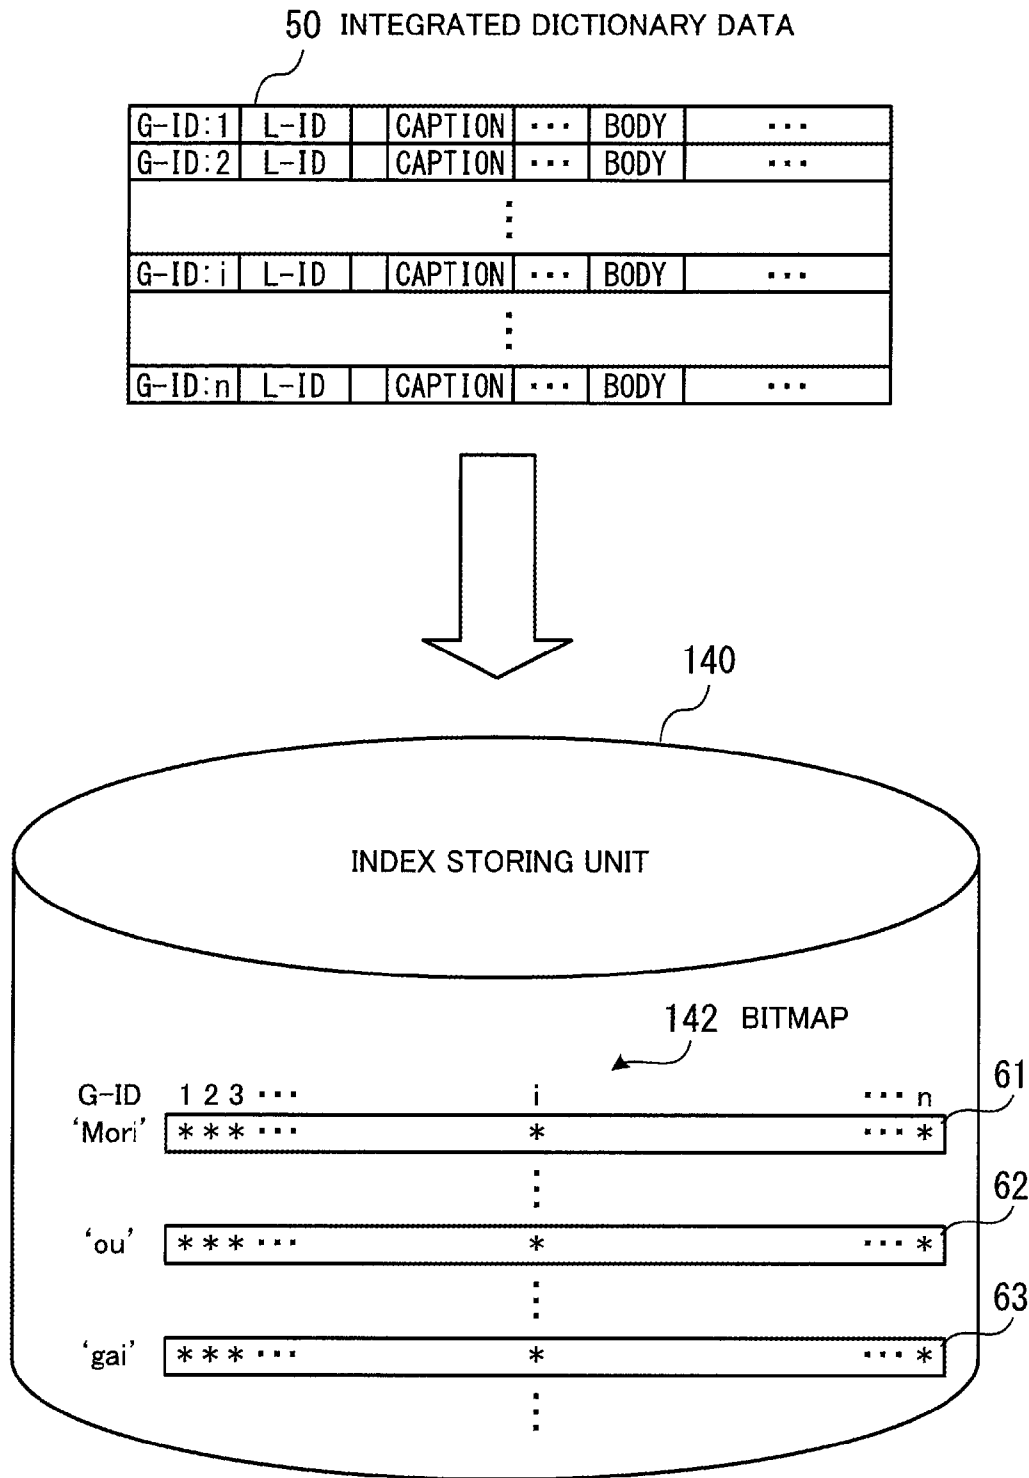 50 INTEGRATED DICTIONARY DATA
G-ID:1 L-ID CAPTION ··· BODY ···
G-ID:2 L-ID CAPTION ··· BODY ···
⋮
G-ID:i L-ID CAPTION ··· BODY ···
⋮
G-ID:n L-ID CAPTION ··· BODY ···
140
INDEX STORING UNIT
142 BITMAP
G-ID 1 2 3 ··· i ··· n 61
‘Mori’ * * * ··· * ··· *
⋮
62
‘ou’ * * * ··· * ··· *
⋮
63
‘gai’ * * * ··· * ··· *
⋮